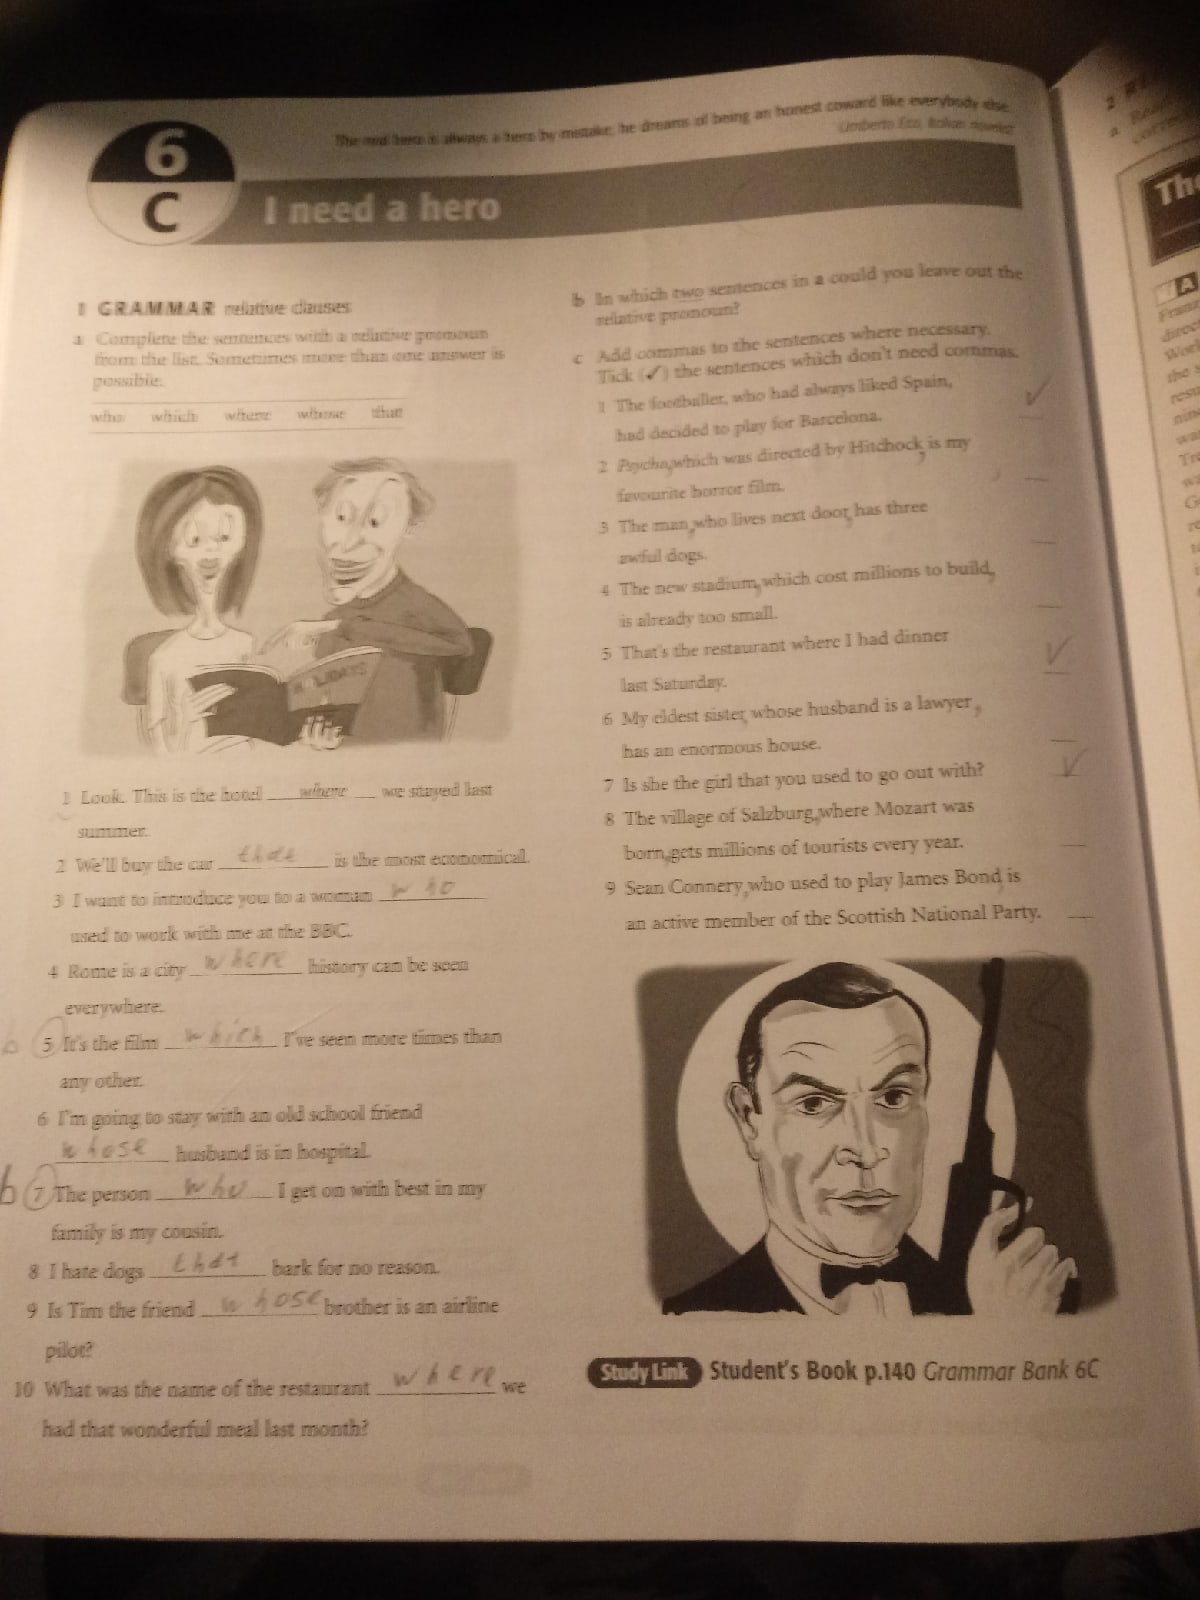 6
C
The real hero is always a hero by mistake; he dreams of being an honest coward like everybody else.
Umberto Eco, Italian novelist
I need a hero
1 GRAMMAR relative clauses
a Complete the sentences with a relative pronoun
from the list. Sometimes more than one answer is
possible.
who which where whose that
HOLIDAYS
1 Look. This is the hotel where we stayed last
summer.
2 We'll buy the car that is the most economical.
3 I want to introduce you to a woman who
used to work with me at the BBC.
4 Rome is a city where history can be seen
everywhere.
b 5 It's the film which I've seen more times than
any other.
6 I'm going to stay with an old school friend
whose husband is in hospital.
b 7 The person who I get on with best in my
family is my cousin.
8 I hate dogs that bark for no reason.
9 Is Tim the friend whose brother is an airline
pilot?
10 What was the name of the restaurant where we
had that wonderful meal last month?
b In which two sentences in a could you leave out the
relative pronoun?
c Add commas to the sentences where necessary.
Tick (✓) the sentences which don't need commas.
1 The footballer, who had always liked Spain, ✓
had decided to play for Barcelona.
2 Psycho, which was directed by Hitchcock, is my
favourite horror film.
3 The man, who lives next door, has three
awful dogs.
4 The new stadium, which cost millions to build,
is already too small.
5 That's the restaurant where I had dinner ✓
last Saturday.
6 My eldest sister, whose husband is a lawyer,
has an enormous house.
7 Is she the girl that you used to go out with? ✓
8 The village of Salzburg, where Mozart was
born, gets millions of tourists every year.
9 Sean Connery, who used to play James Bond, is
an active member of the Scottish National Party.
Study Link Student's Book p.140 Grammar Bank 6C
2
a
The
A